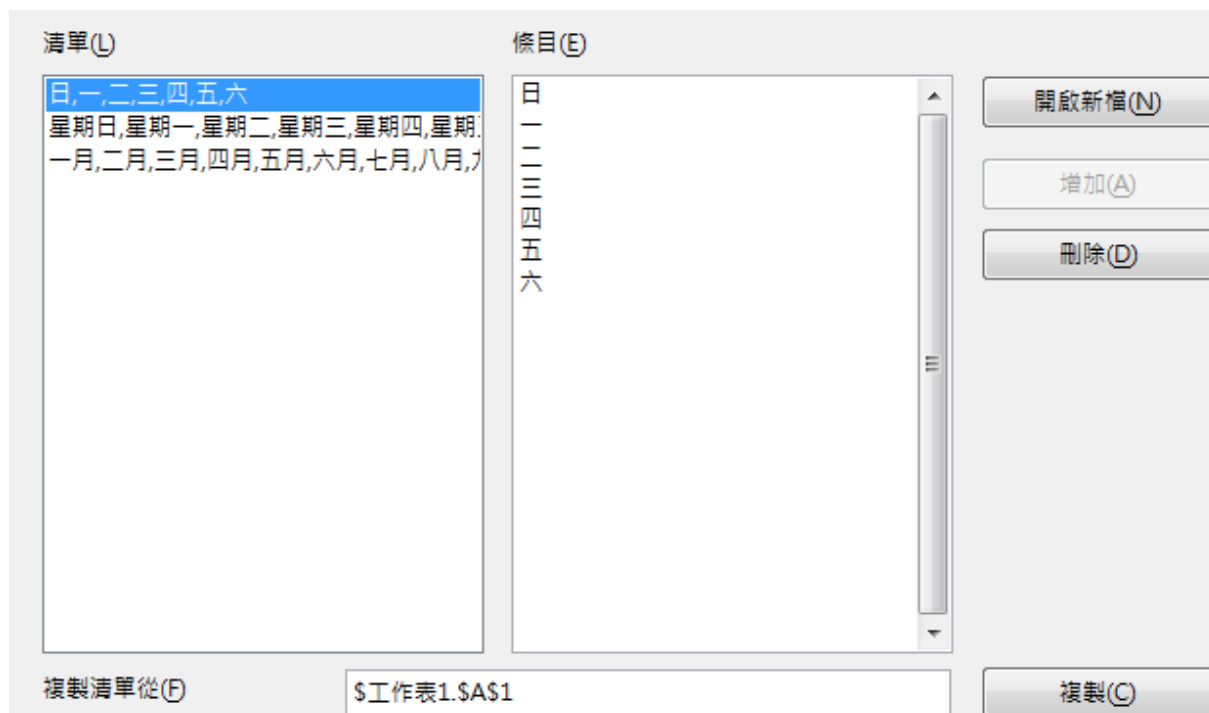 清單(L)
日,一,二,三,四,五,六
星期日,星期一,星期二,星期三,星期四,星期
一月,二月,三月,四月,五月,六月,七月,八月,
條目(E)
日
一
二
三
四
五
六
開啟新檔(N)
增加(A)
刪除(D)
複製清單從(F)
$工作表1.$A$1
複製(C)